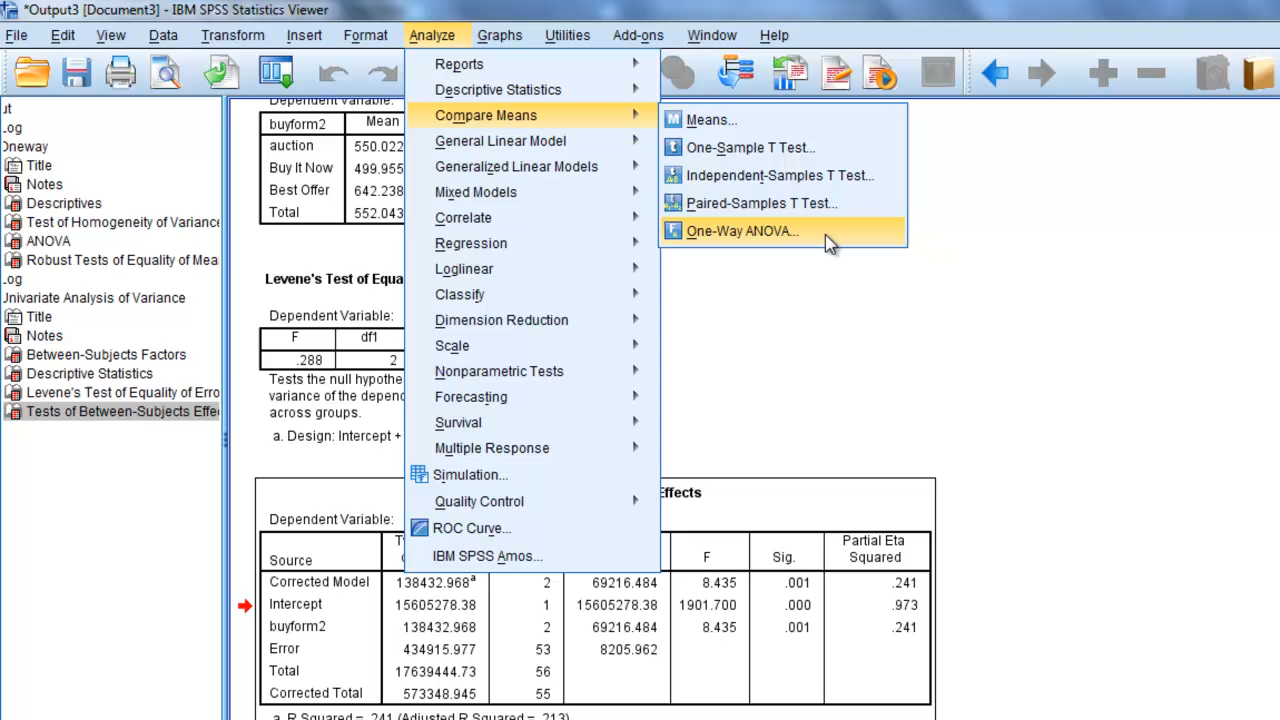 *Output3 [Document3] - IBM SPSS Statistics Viewer
File Edit View Data Transform Insert Format Analyze Graphs Utilities Add-ons Window Help
ut
Log
Oneway
Title
Notes
Descriptives
Test of Homogeneity of Variance
ANOVA
Robust Tests of Equality of Mea
Log
Univariate Analysis of Variance
Title
Notes
Between-Subjects Factors
Descriptive Statistics
Levene's Test of Equality of Erro
Tests of Between-Subjects Effe
Reports
Descriptive Statistics
Compare Means
General Linear Model
Generalized Linear Models
Mixed Models
Correlate
Regression
Loglinear
Classify
Dimension Reduction
Scale
Nonparametric Tests
Forecasting
Survival
Multiple Response
Simulation...
Quality Control
ROC Curve...
IBM SPSS Amos...
Means...
One-Sample T Test...
Independent-Samples T Test...
Paired-Samples T Test...
One-Way ANOVA...
Dependent Variable:
buyform2 Mean
auction 550.022
Buy It Now 499.955
Best Offer 642.238
Total 552.043
Levene's Test of Equa
Dependent Variable:
F df1
.288 2
Tests the null hypothe
variance of the depend
across groups.
a. Design: Intercept +
Effects
Dependent Variable:
Source F Sig. Partial Eta Squared
Corrected Model 138432.968a 2 69216.484 8.435 .001 .241
Intercept 15605278.38 1 15605278.38 1901.700 .000 .973
buyform2 138432.968 2 69216.484 8.435 .001 .241
Error 434915.977 53 8205.962
Total 17639444.73 56
Corrected Total 573348.945 55
a. R Squared = .241 (Adjusted R Squared = .213)